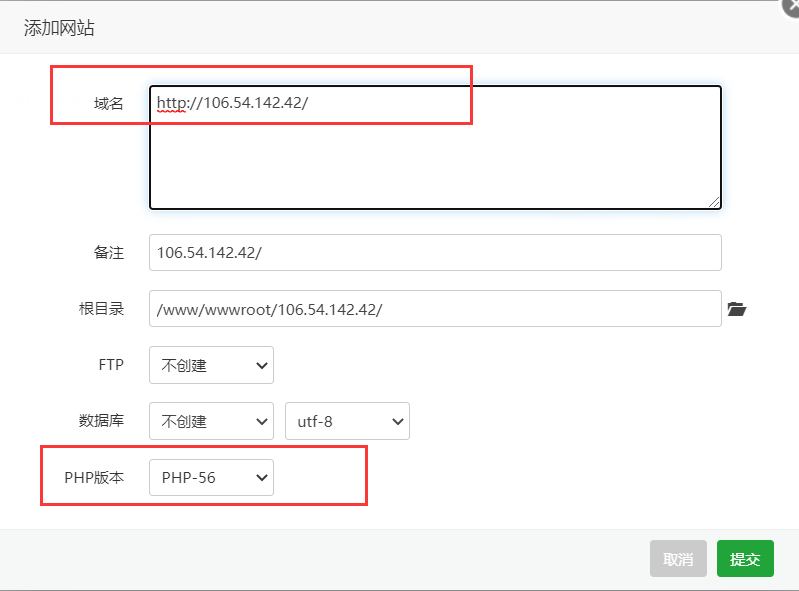 添加网站
域名 http://106.54.142.42/
备注 106.54.142.42/
根目录 /www/wwwroot/106.54.142.42/
FTP 不创建
数据库 不创建 utf-8
PHP版本 PHP-56
取消 提交